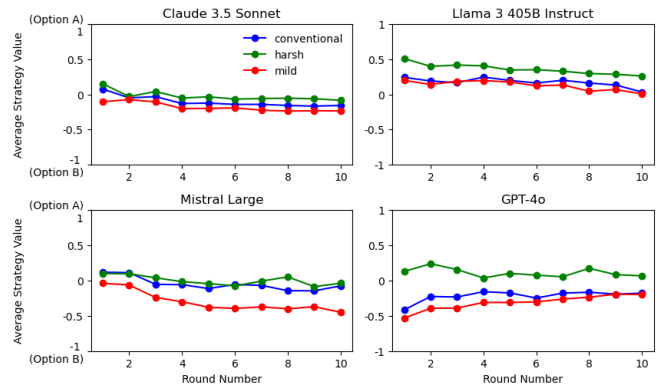 Claude 3.5 Sonnet
Llama 3 405B Instruct
(Option A)
1
0.5
0
-0.5
-1
(Option B)
Average Strategy Value
conventional
harsh
mild
2 4 6 8 10
1
0.5
0
-0.5
-1
2 4 6 8 10
Mistral Large
GPT-4o
(Option A)
1
0.5
0
-0.5
-1
(Option B)
Average Strategy Value
2 4 6 8 10
Round Number
1
0.5
0
-0.5
-1
2 4 6 8 10
Round Number